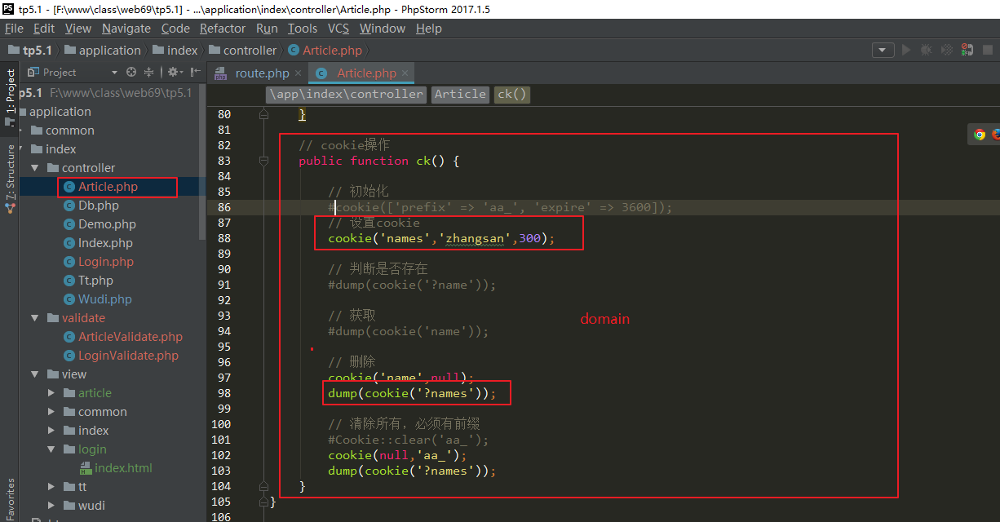 tp5.1 - [F:\www\class\web69\tp5.1] - ...\application\index\controller\Article.php - PhpStorm 2017.1.5
File Edit View Navigate Code Refactor Run Tools VCS Window Help
tp5.1 application index controller Article.php
1: Project
7: Structure
Favorites
Project
p5.1 F:\www\class\web69\tp5.1
application
common
index
controller
Article.php
Db.php
Demo.php
Index.php
Login.php
Tt.php
Wudi.php
validate
ArticleValidate.php
LoginValidate.php
view
article
common
index
login
index.html
tt
wudi
route.php Article.php
\app\index\controller Article ck()
80 }
81
82 // cookie操作
83 public function ck() {
84
85 // 初始化
86 #cookie(['prefix' => 'aa_', 'expire' => 3600]);
87 // 设置cookie
88 cookie('names','zhangsan',300);
89
90 // 判断是否存在
91 #dump(cookie('?name'));
92
93 // 获取
domain
94 #dump(cookie('name'));
95
96 // 删除
97 cookie('name',null);
98 dump(cookie('?names'));
99
100 // 清除所有，必须有前缀
101 #Cookie::clear('aa_');
102 cookie(null,'aa_');
103 dump(cookie('?names'));
104 }
105 }
106